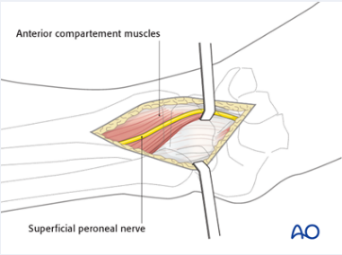 Anterior compartement muscles
Superficial peroneal nerve
AO